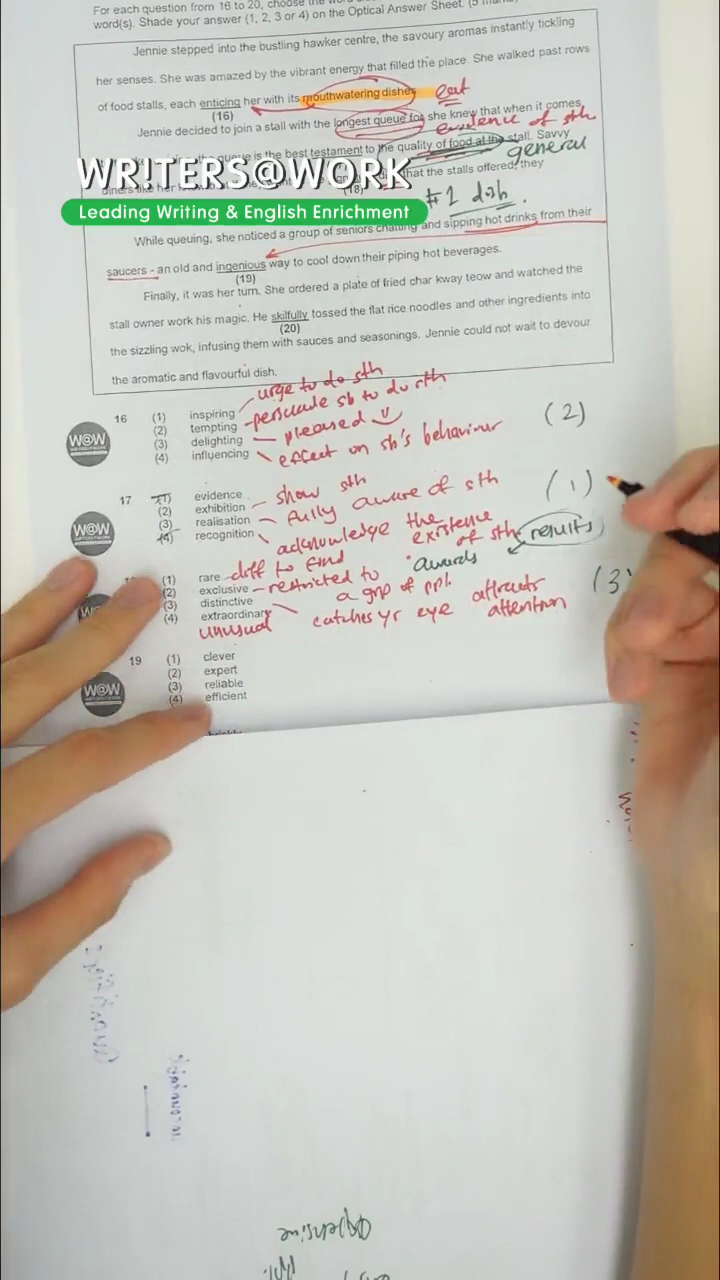 For each question from 16 to 20, choose the
word(s). Shade your answer (1, 2, 3 or 4) on the Optical Answer Sheet. (5
Jennie stepped into the bustling hawker centre, the savoury aromas instantly tickling
her senses. She was amazed by the vibrant energy that filled the place. She walked past rows
of food stalls, each enticing her with its mouthwatering dishes eat
(16)
Jennie decided to join a stall with the longest queue for she knew that when it comes
existence of sth
queue is the best testament to the quality of food at the stall. Savvy
general
diners that the stalls offered, they
(18)
#1 dish.
WR!TERS@WORK
Leading Writing & English Enrichment
While queuing, she noticed a group of seniors chatting and sipping hot drinks from their
saucers - an old and ingenious way to cool down their piping hot beverages.
(19)
Finally, it was her turn. She ordered a plate of fried char kway teow and watched the
stall owner work his magic. He skilfully tossed the flat rice noodles and other ingredients into
(20)
the sizzling wok, infusing them with sauces and seasonings. Jennie could not wait to devour
the aromatic and flavourful dish.
16 (1) inspiring urge to do sth
(2) tempting persuade sb to do sth
(3) delighting pleased
(4) influencing effect on sb's behaviour
(2)
W@W
17 (1) evidence
(2) exhibition show sth
(3) realisation fully aware of sth
(4) recognition acknowledge the existence of sth
(1)
results
awards
W@W
(1) rare diff to find
(2) exclusive restricted to a grp of ppl
(3) distinctive catches yr eye attracts attention
(4) extraordinary unusual
(3)
W@W
19 (1) clever
(2) expert
(3) reliable
(4) efficient
W@W
expensive